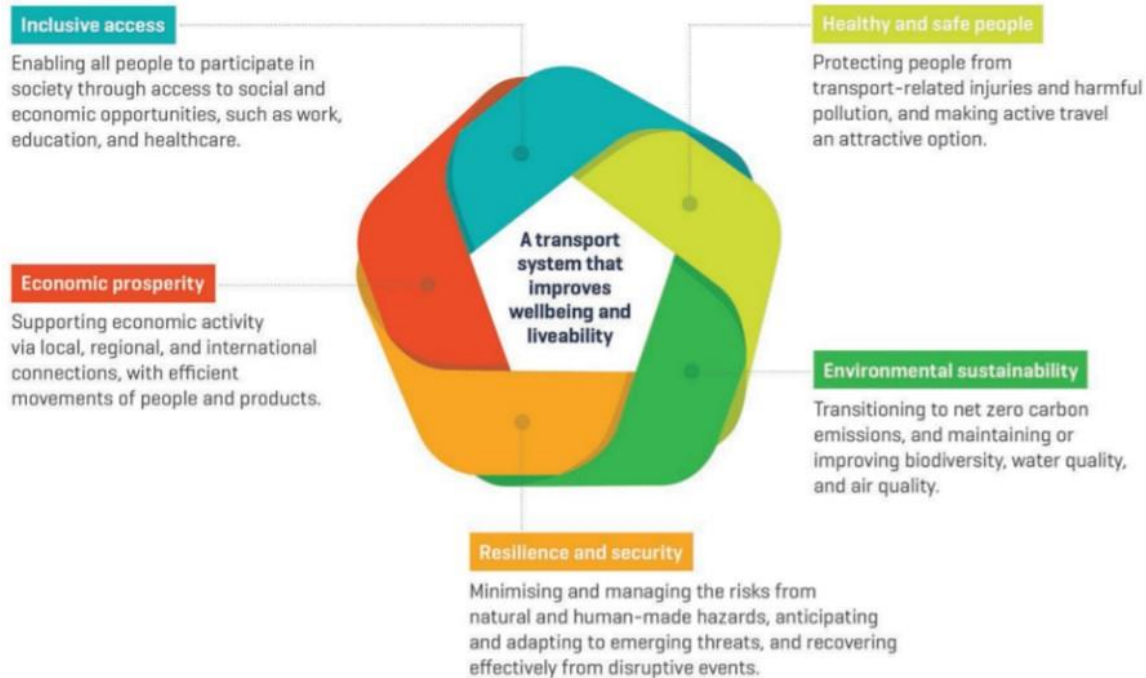 Inclusive access
Enabling all people to participate in
society through access to social and
economic opportunities, such as work,
education, and healthcare.
Healthy and safe people
Protecting people from
transport-related injuries and harmful
pollution, and making active travel
an attractive option.
A transport
system that
improves
wellbeing and
liveability
Economic prosperity
Supporting economic activity
via local, regional, and international
connections, with efficient
movements of people and products.
Environmental sustainability
Transitioning to net zero carbon
emissions, and maintaining or
improving biodiversity, water quality,
and air quality.
Resilience and security
Minimising and managing the risks from
natural and human-made hazards, anticipating
and adapting to emerging threats, and recovering
effectively from disruptive events.